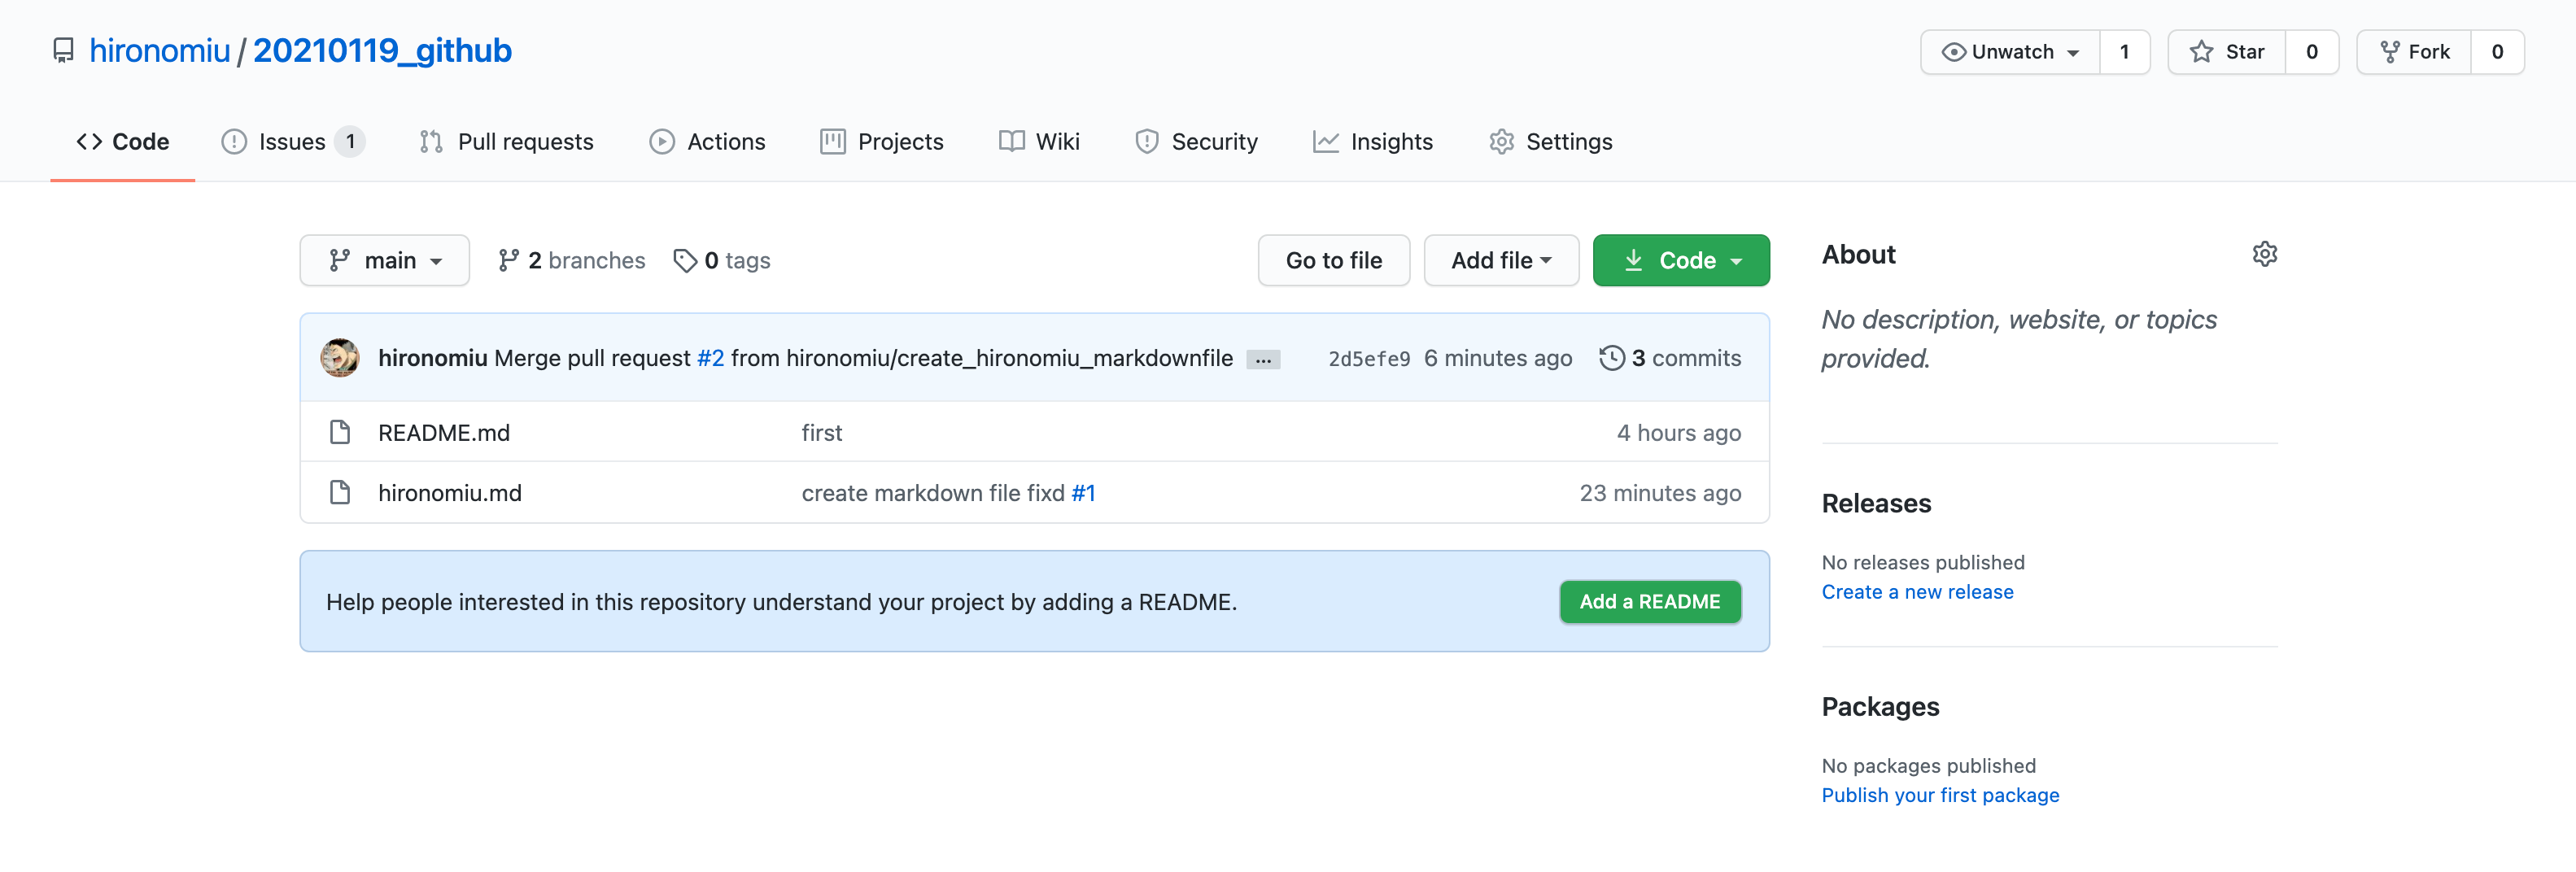 hironomiu / 20210119_github
Unwatch 1 Star 0 Fork 0
Code Issues 1 Pull requests Actions Projects Wiki Security Insights Settings
main 2 branches 0 tags Go to file Add file Code
hironomiu Merge pull request #2 from hironomiu/create_hironomiu_markdownfile ... 2d5efe9 6 minutes ago 3 commits
README.md first 4 hours ago
hironomiu.md create markdown file fixd #1 23 minutes ago
Help people interested in this repository understand your project by adding a README. Add a README
About
No description, website, or topics
provided.
Releases
No releases published
Create a new release
Packages
No packages published
Publish your first package